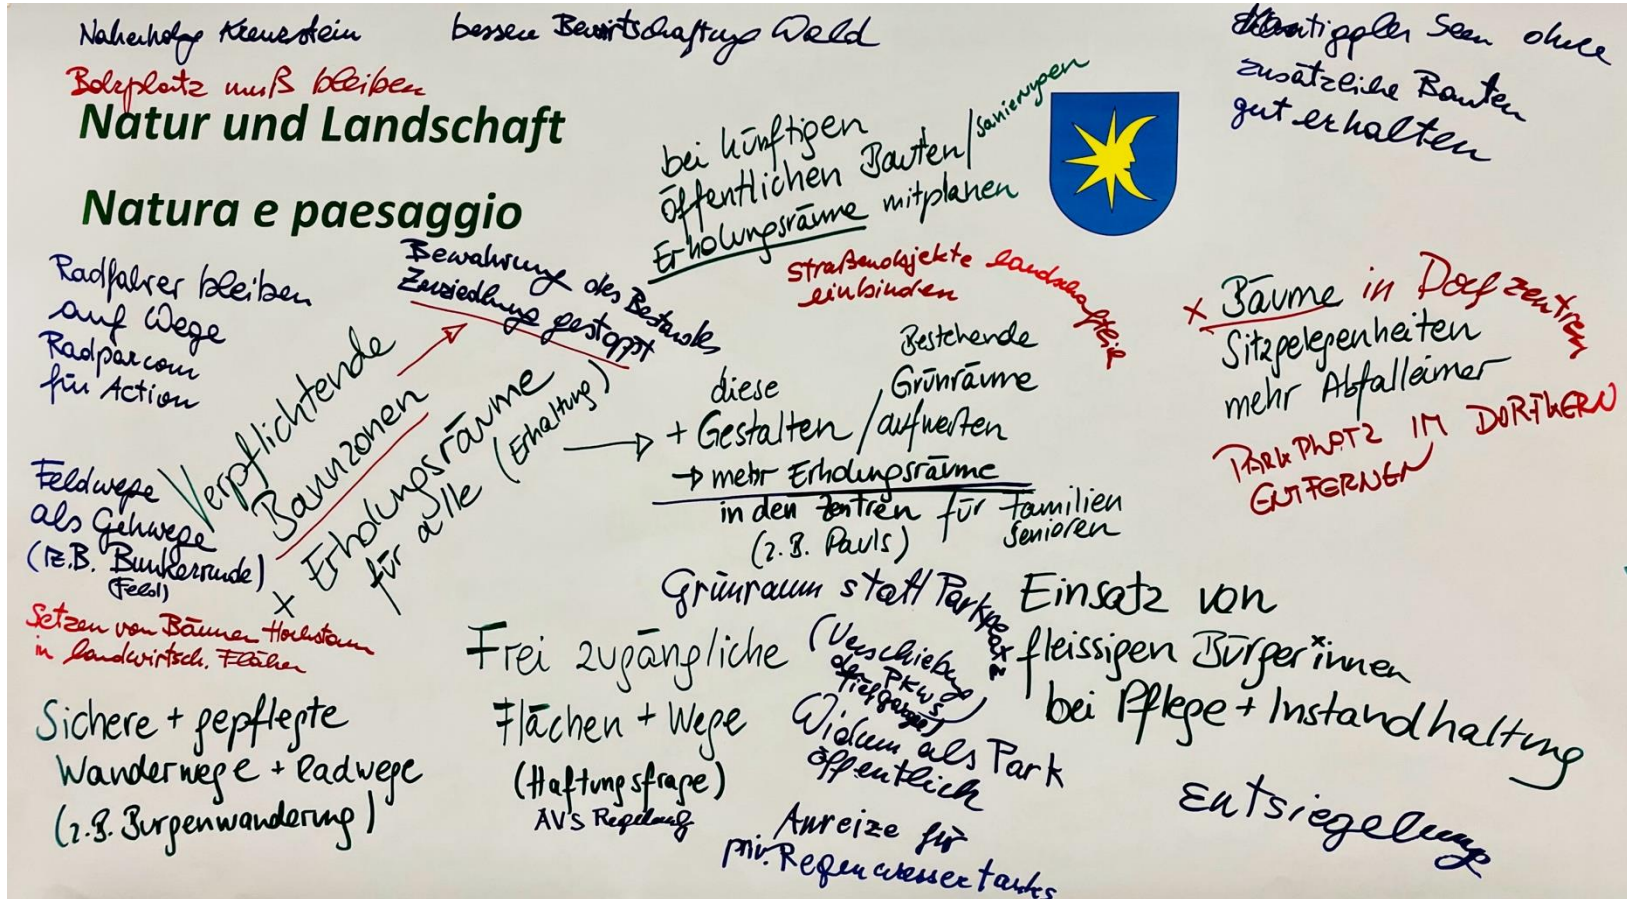 Naherholg Kreuzstein
bessere Bewirtschaftung Wald
Montiggler Seen ohne
zusätzliche Bauten
gut erhalten
Bolzplatz muß bleiben
Natur und Landschaft
Natura e paesaggio
bei künftigen
öffentlichen Bauten/Sanierungen
Erholungsräume mitplanen
Straßenobjekte landschaftlich
einbinden
Bewahrung des Bestandes
Zersiedlung gestoppt
Radfahrer bleiben
auf Wege
Radparcour
für Action
Verpflichtende
Bannzonen
x Erholungsräume
für alle (Erhaltung)
diese
+ Gestalten /
→ mehr Erholungsräume
in den Zentren für Familien
(z.B. Pauls) Senioren
Bestehende
Grünräume
aufwerten
x Bäume in Dorfzentren
Sitzgelegenheiten
mehr Abfalleimer
PARKPLATZ IM DORFKERN
ENTFERNEN
Feldwege
als Gehwege
(z.B. Bunkerrunde)
(Feld)
Setzen von Bäumen Hochstam
in landwirtsch. Flächen
Sichere + gepflegte
Wanderwege + Radwege
(z.B. Burgenwanderung)
Frei zugängliche
Flächen + Wege
(Haftungsfrage)
AVS Regelung
Grünraum statt Parkplätze
(Verschiebung
der PKWs
Tiefgarage)
Widum als Park
öffentlich
Anreize für
priv. Regenwassertanks
Einsatz von
fleissigen Bürger*innen
bei Pflege + Instandhaltung
Entsiegelung